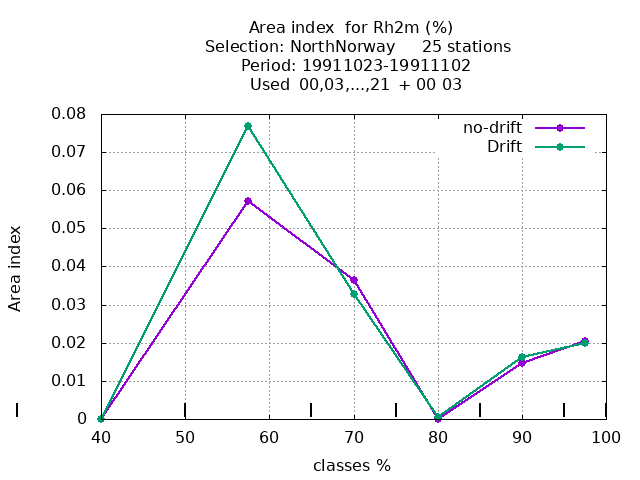 Area index  for Rh2m (%)
Selection: NorthNorway     25 stations
Period: 19911023-19911102
Used  00,03,...,21  + 00 03
no-drift
Drift
0.08
0.07
0.06
0.05
0.04
0.03
0.02
0.01
0
Area index
40 50 60 70 80 90 100
classes %